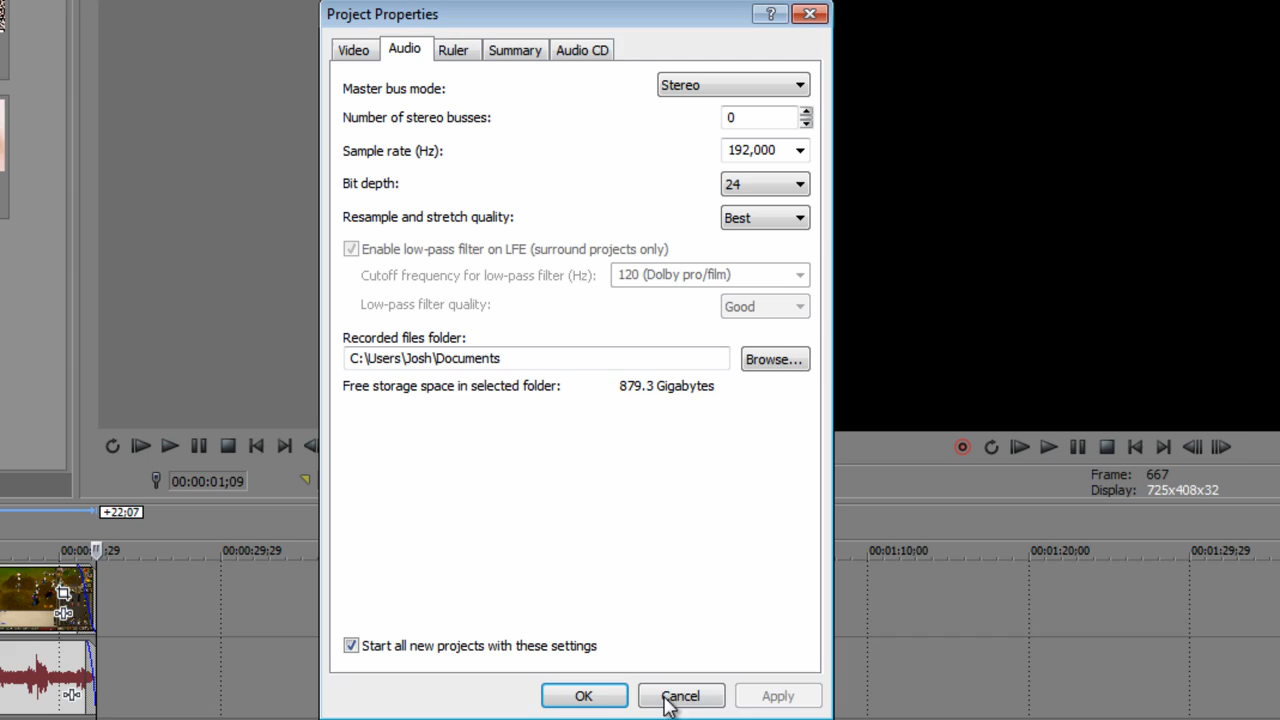 Project Properties
?
Video Audio Ruler Summary Audio CD
Master bus mode: Stereo
Number of stereo busses: 0
Sample rate (Hz): 192,000
Bit depth: 24
Resample and stretch quality: Best
Enable low-pass filter on LFE (surround projects only)
Cutoff frequency for low-pass filter (Hz): 120 (Dolby pro/film)
Low-pass filter quality: Good
Recorded files folder:
C:\Users\Josh\Documents Browse...
Free storage space in selected folder: 879.3 Gigabytes
00:00:01;09
Frame: 667
Display: 725x408x32
+22;07
00:00: ;29 00:00:29;29 00:01:10;00 00:01:20;00 00:01:29;29
Start all new projects with these settings
OK Cancel Apply